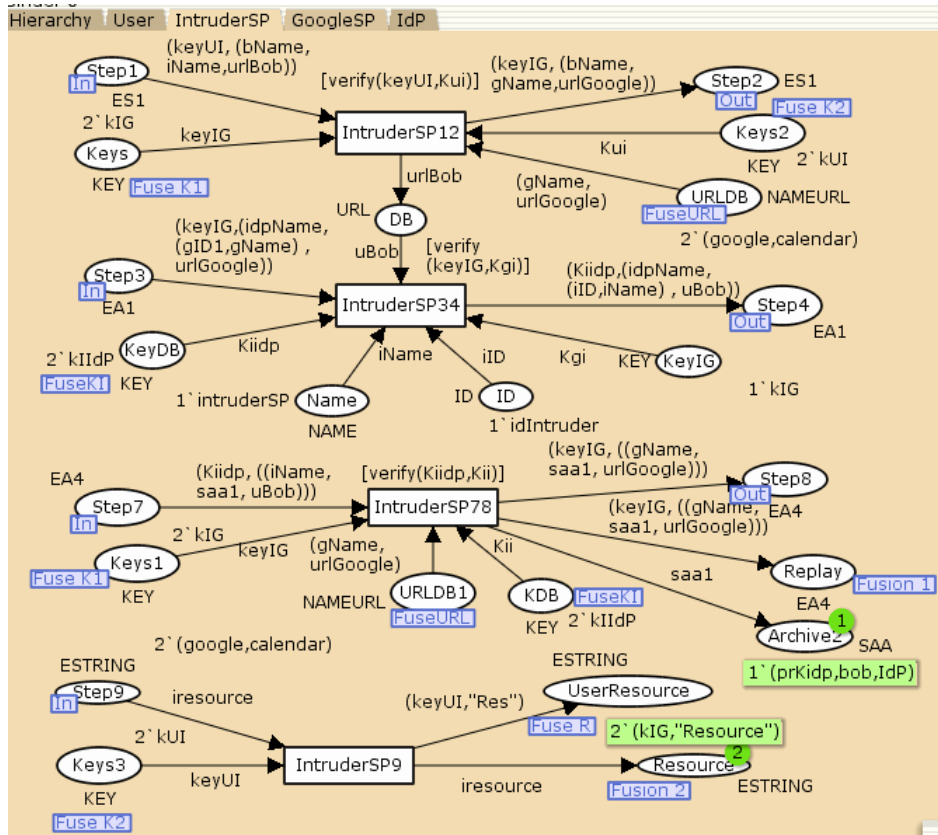 Hierarchy User IntruderSP GoogleSP IdP
(keyUI, (bName,
iName,urlBob))
Step1
In
ES1
[verify(keyUI,Kui)]
(keyIG, (bName,
gName,urlGoogle))
Step2
Out
ES1
Fuse K2
2`kIG
Keys
keyIG
KEY
Fuse K1
IntruderSP12
Keys2
Kui
KEY
2`kUI
urlBob
(gName,
urlGoogle)
URLDB
NAMEURL
FuseURL
2`(google,calendar)
URL
DB
(keyIG,(idpName,
(gID1,gName) ,
urlGoogle))
uBob
[verify
(keyIG,Kgi)]
Step3
In
EA1
IntruderSP34
(Kiidp,(idpName,
(iID,iName) , uBob))
Step4
Out
EA1
2`kIIdP
KeyDB
Kiidp
FuseKI
KEY
iName
iID
Kgi
KEY
KeyIG
1`kIG
1`intruderSP
Name
NAME
ID
ID
1`idIntruder
EA4
Step7
In
(Kiidp, ((iName,
saa1, uBob)))
[verify(Kiidp,Kii)]
(keyIG, ((gName,
saa1, urlGoogle)))
Step8
Out
EA4
IntruderSP78
(keyIG, ((gName,
saa1, urlGoogle)))
2`kIG
Keys1
keyIG
Fuse K1
KEY
(gName,
urlGoogle)
Kii
NAMEURL
URLDB1
FuseURL
KDB
FuseKI
KEY
2`kIIdP
saa1
Replay
Fusion 1
EA4
1
Archive2
SAA
1`(prKidp,bob,IdP)
2`(google,calendar)
ESTRING
Step9
In
iresource
ESTRING
UserResource
(keyUI,"Res")
Fuse R
2`(kIG,"Resource")
2`kUI
Keys3
keyUI
KEY
Fuse K2
IntruderSP9
iresource
2
Resource
Fusion 2
ESTRING